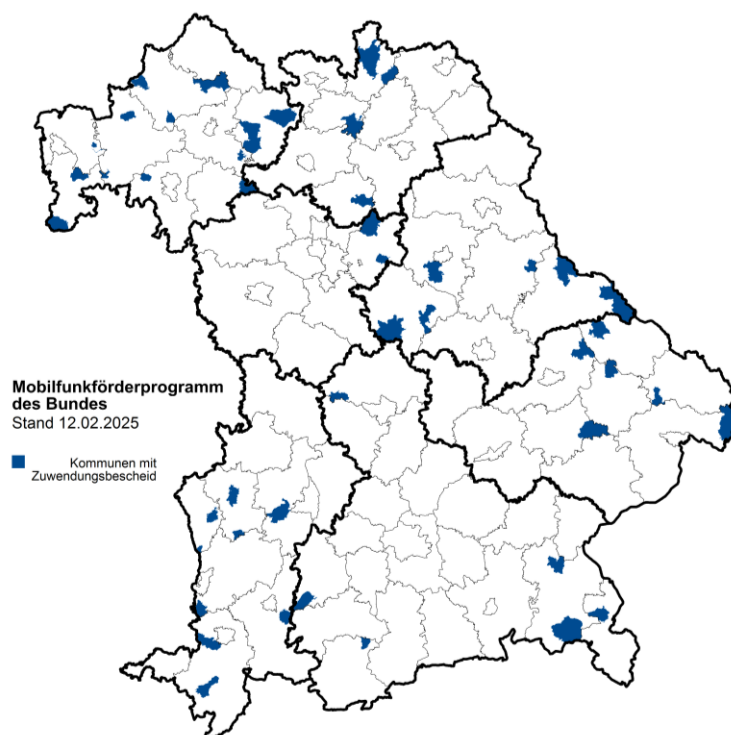 Mobilfunkförderprogramm
des Bundes
Stand 12.02.2025
Kommunen mit
Zuwendungsbescheid